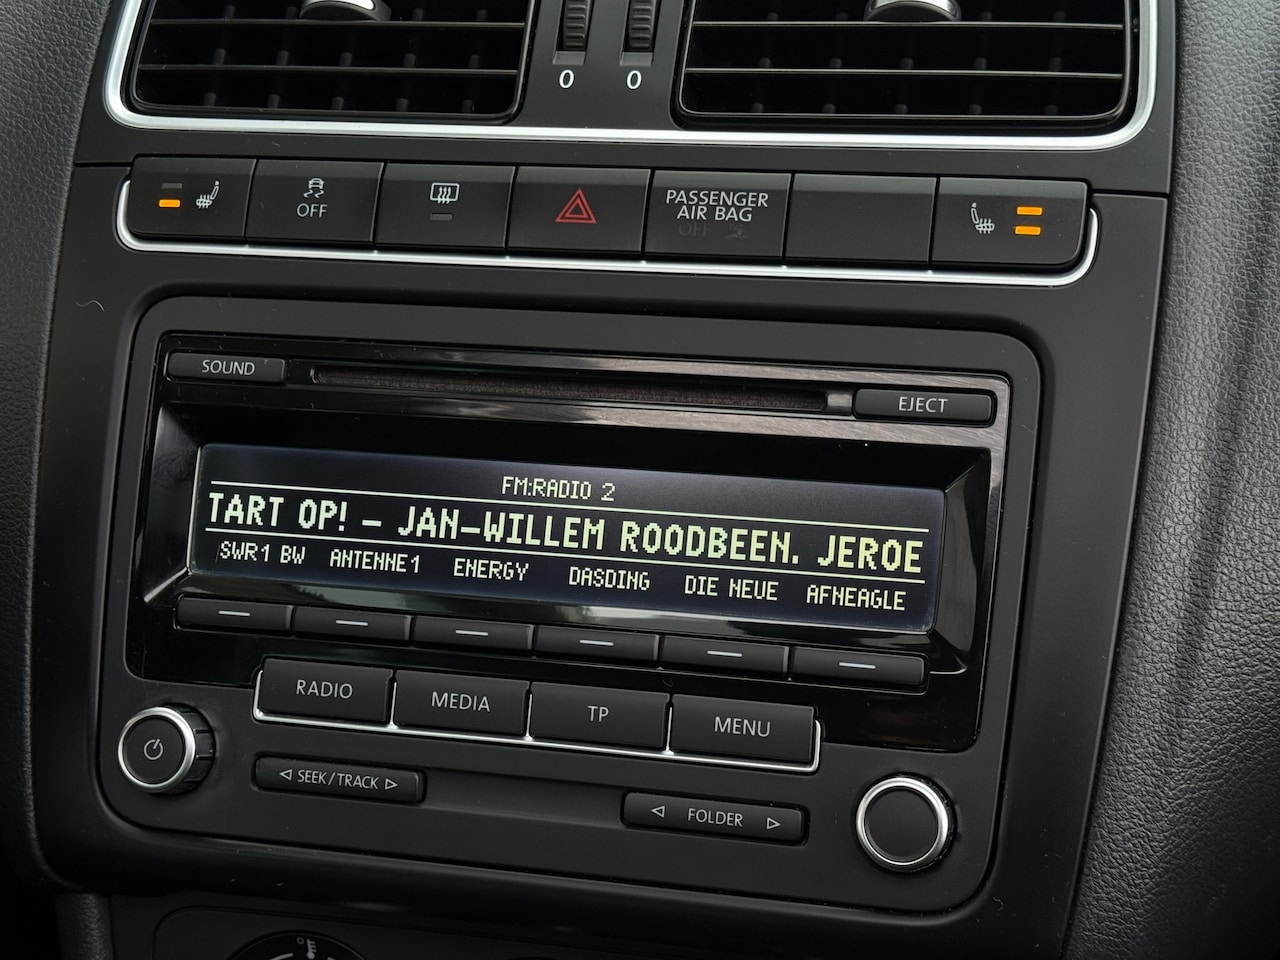 0 0
OFF
PASSENGER
AIR BAG
OFF
SOUND
EJECT
FM:RADIO 2
TART OP! - JAN-WILLEM ROODBEEN. JEROE
SWR1 BW ANTENNE1 ENERGY DASDING DIE NEUE AFNEAGLE
RADIO MEDIA TP MENU
SEEK/TRACK
FOLDER